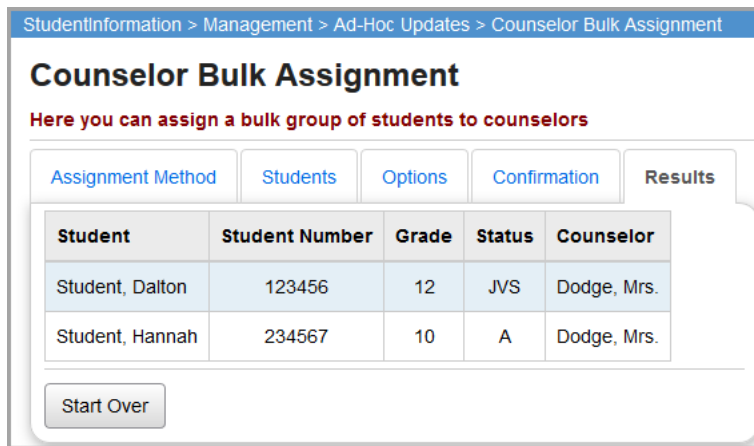 StudentInformation > Management > Ad-Hoc Updates > Counselor Bulk Assignment
Counselor Bulk Assignment
Here you can assign a bulk group of students to counselors
Assignment Method Students Options Confirmation Results
Student Student Number Grade Status Counselor
Student, Dalton 123456 12 JVS Dodge, Mrs.
Student, Hannah 234567 10 A Dodge, Mrs.
Start Over